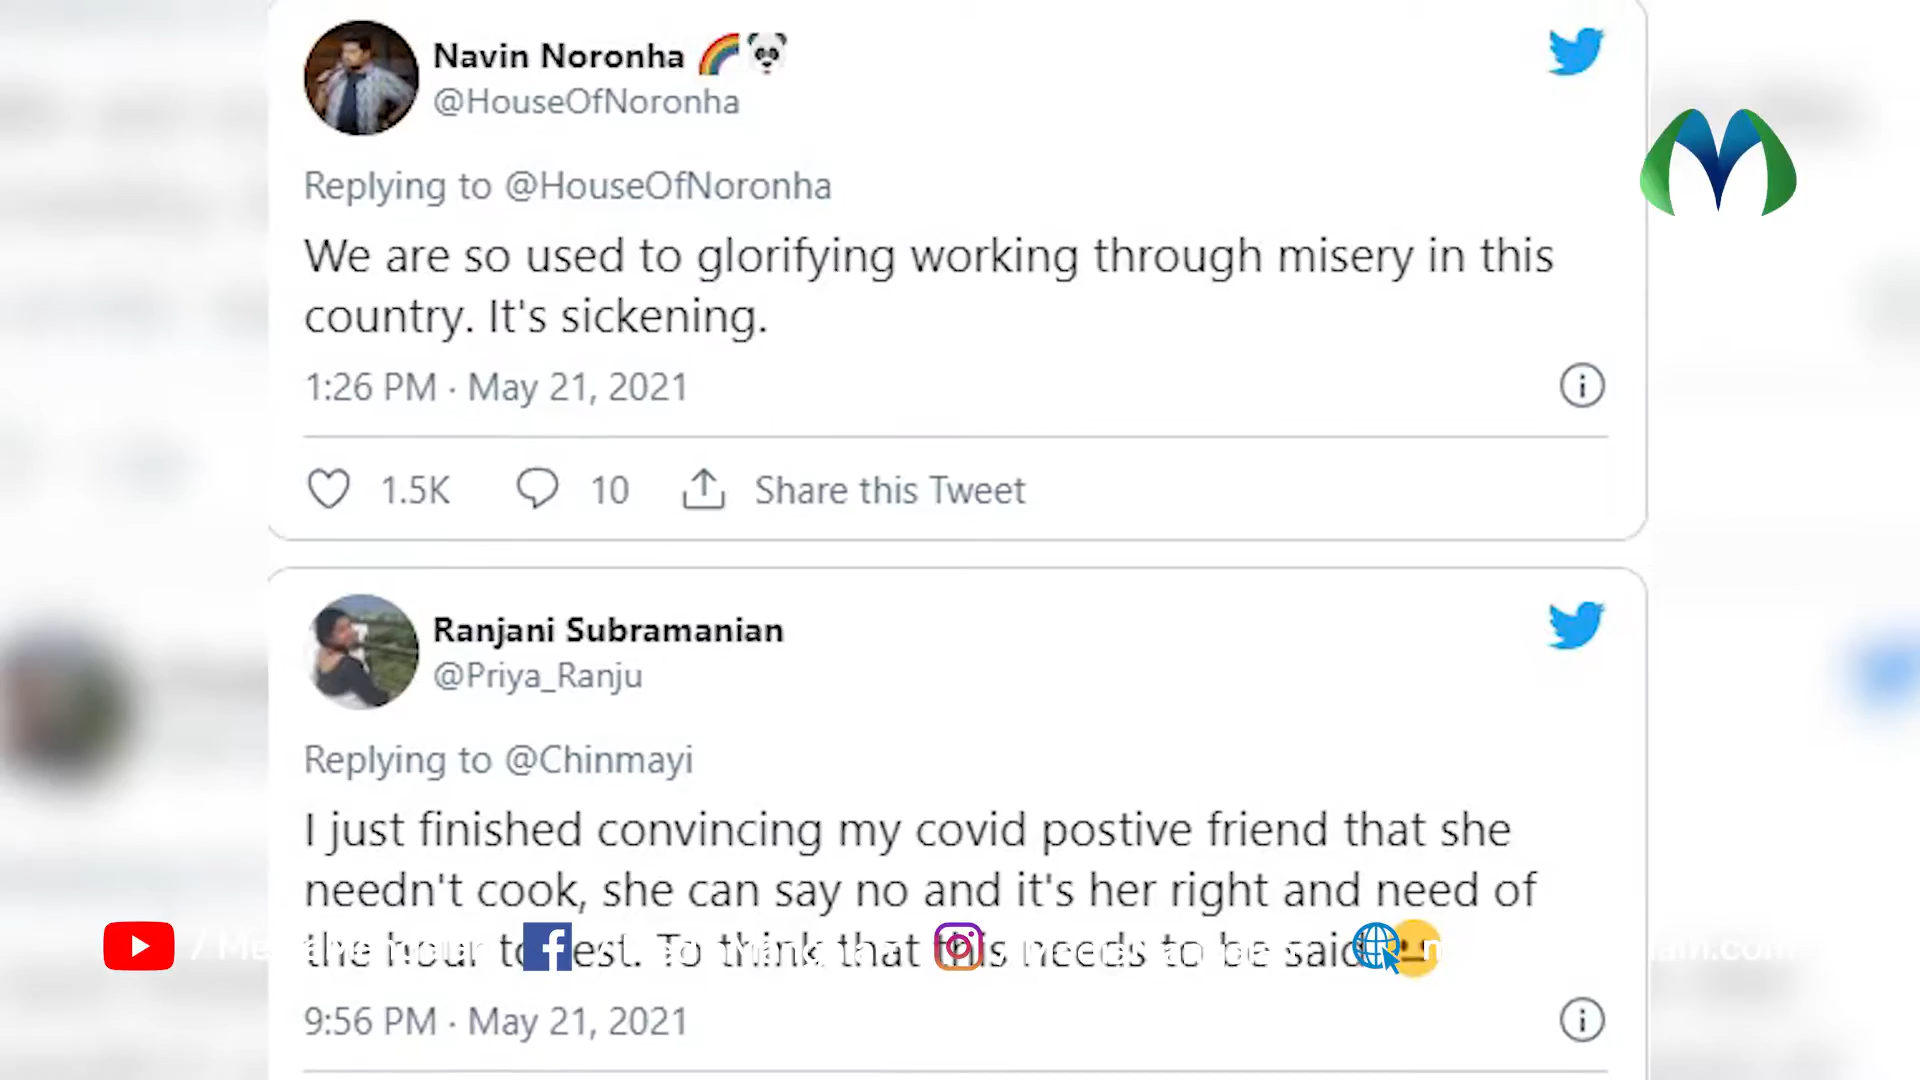 Navin Noronha 🌈🐼
@HouseOfNoronha
Replying to @HouseOfNoronha
We are so used to glorifying working through misery in this
country. It's sickening.
1:26 PM · May 21, 2021
1.5K 10 Share this Tweet
Ranjani Subramanian
@Priya_Ranju
Replying to @Chinmayi
I just finished convincing my covid postive friend that she
needn't cook, she can say no and it's her right and need of
the hour to rest. To think that this needs to be said 😐
9:56 PM · May 21, 2021